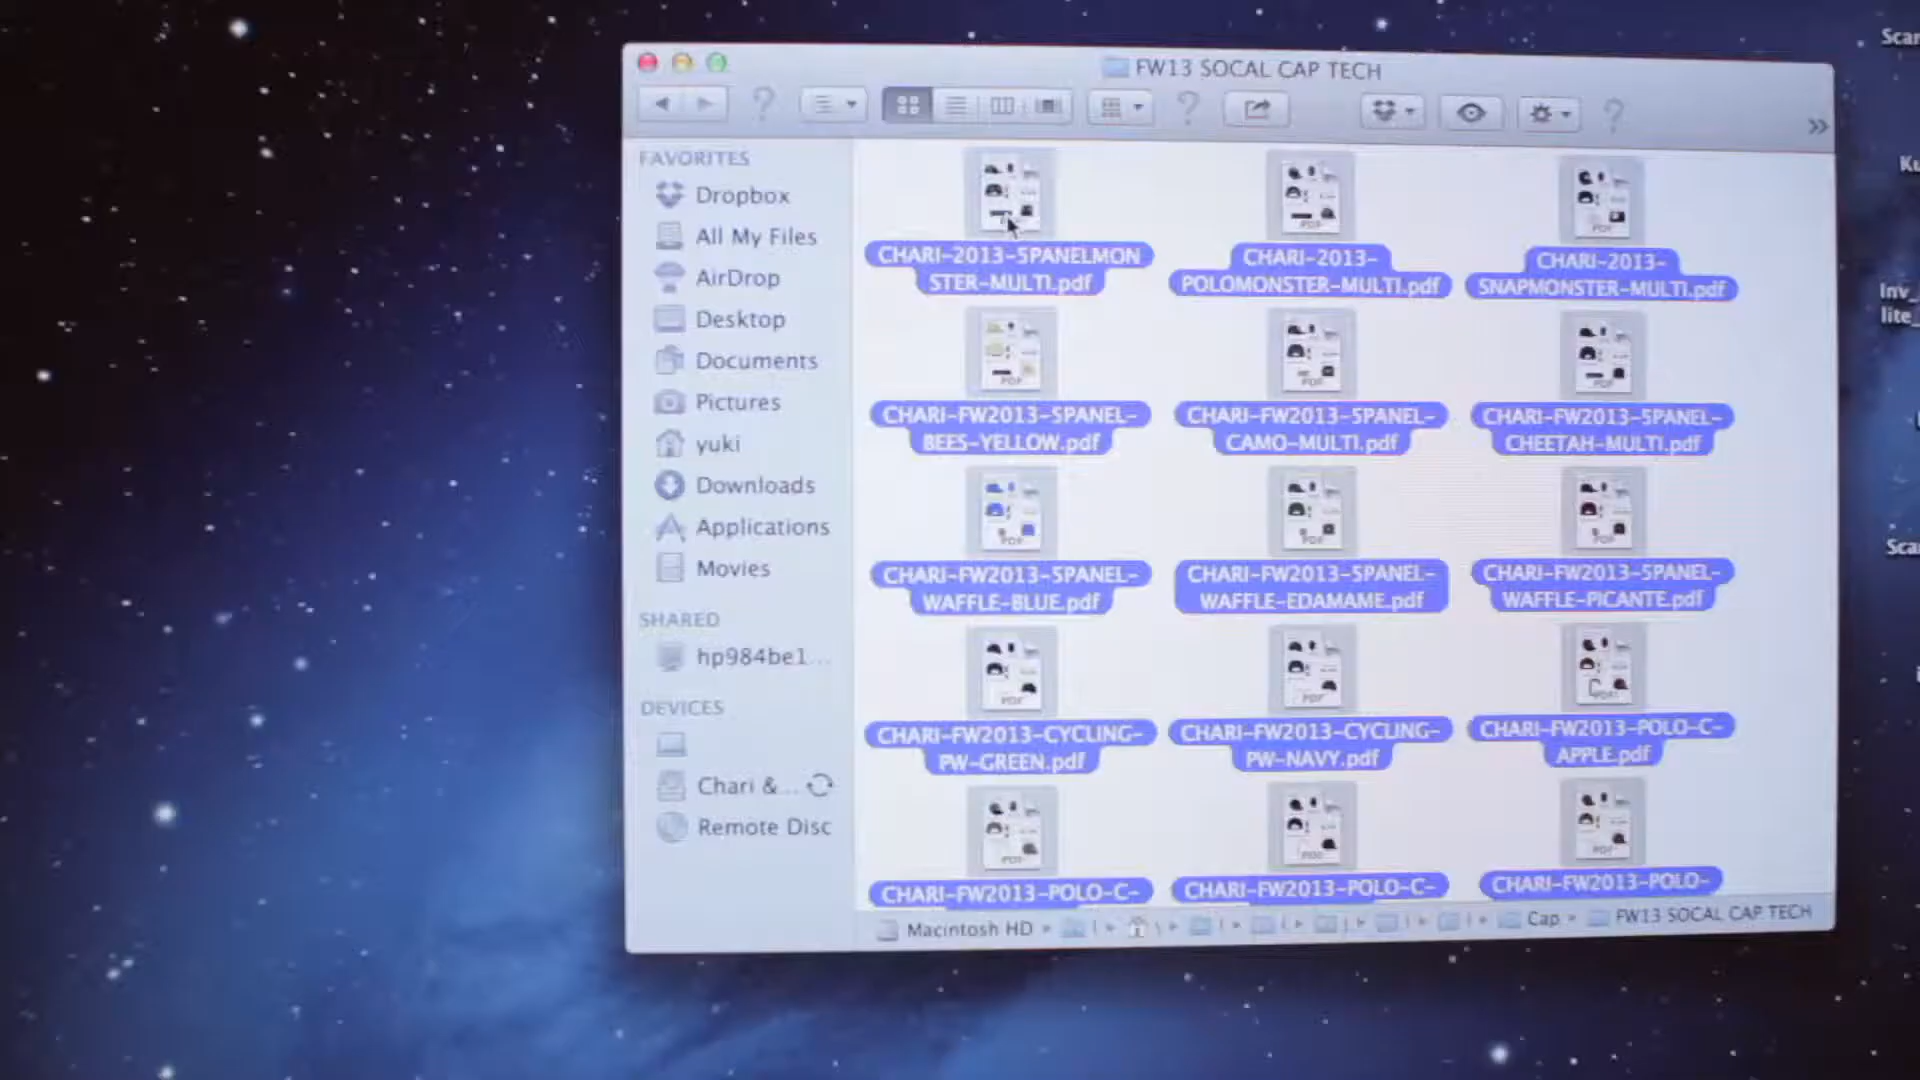 FW13 SOCAL CAP TECH
FAVORITES
Dropbox
All My Files
AirDrop
Desktop
Documents
Pictures
yuki
Downloads
Applications
Movies
SHARED
hp984be1...
DEVICES
Chari &...
Remote Disc
CHARI-2013-5PANELMON
STER-MULTI.pdf
CHARI-2013-
POLOMONSTER-MULTI.pdf
CHARI-2013-
SNAPMONSTER-MULTI.pdf
CHARI-FW2013-5PANEL-
BEES-YELLOW.pdf
CHARI-FW2013-5PANEL-
CAMO-MULTI.pdf
CHARI-FW2013-5PANEL-
CHEETAH-MULTI.pdf
CHARI-FW2013-5PANEL-
WAFFLE-BLUE.pdf
CHARI-FW2013-5PANEL-
WAFFLE-EDAMAME.pdf
CHARI-FW2013-5PANEL-
WAFFLE-PICANTE.pdf
CHARI-FW2013-CYCLING-
PW-GREEN.pdf
CHARI-FW2013-CYCLING-
PW-NAVY.pdf
CHARI-FW2013-POLO-C-
APPLE.pdf
CHARI-FW2013-POLO-C-
CHARI-FW2013-POLO-C-
CHARI-FW2013-POLO-
Macintosh HD
Cap
FW13 SOCAL CAP TECH
Inv_
lite_